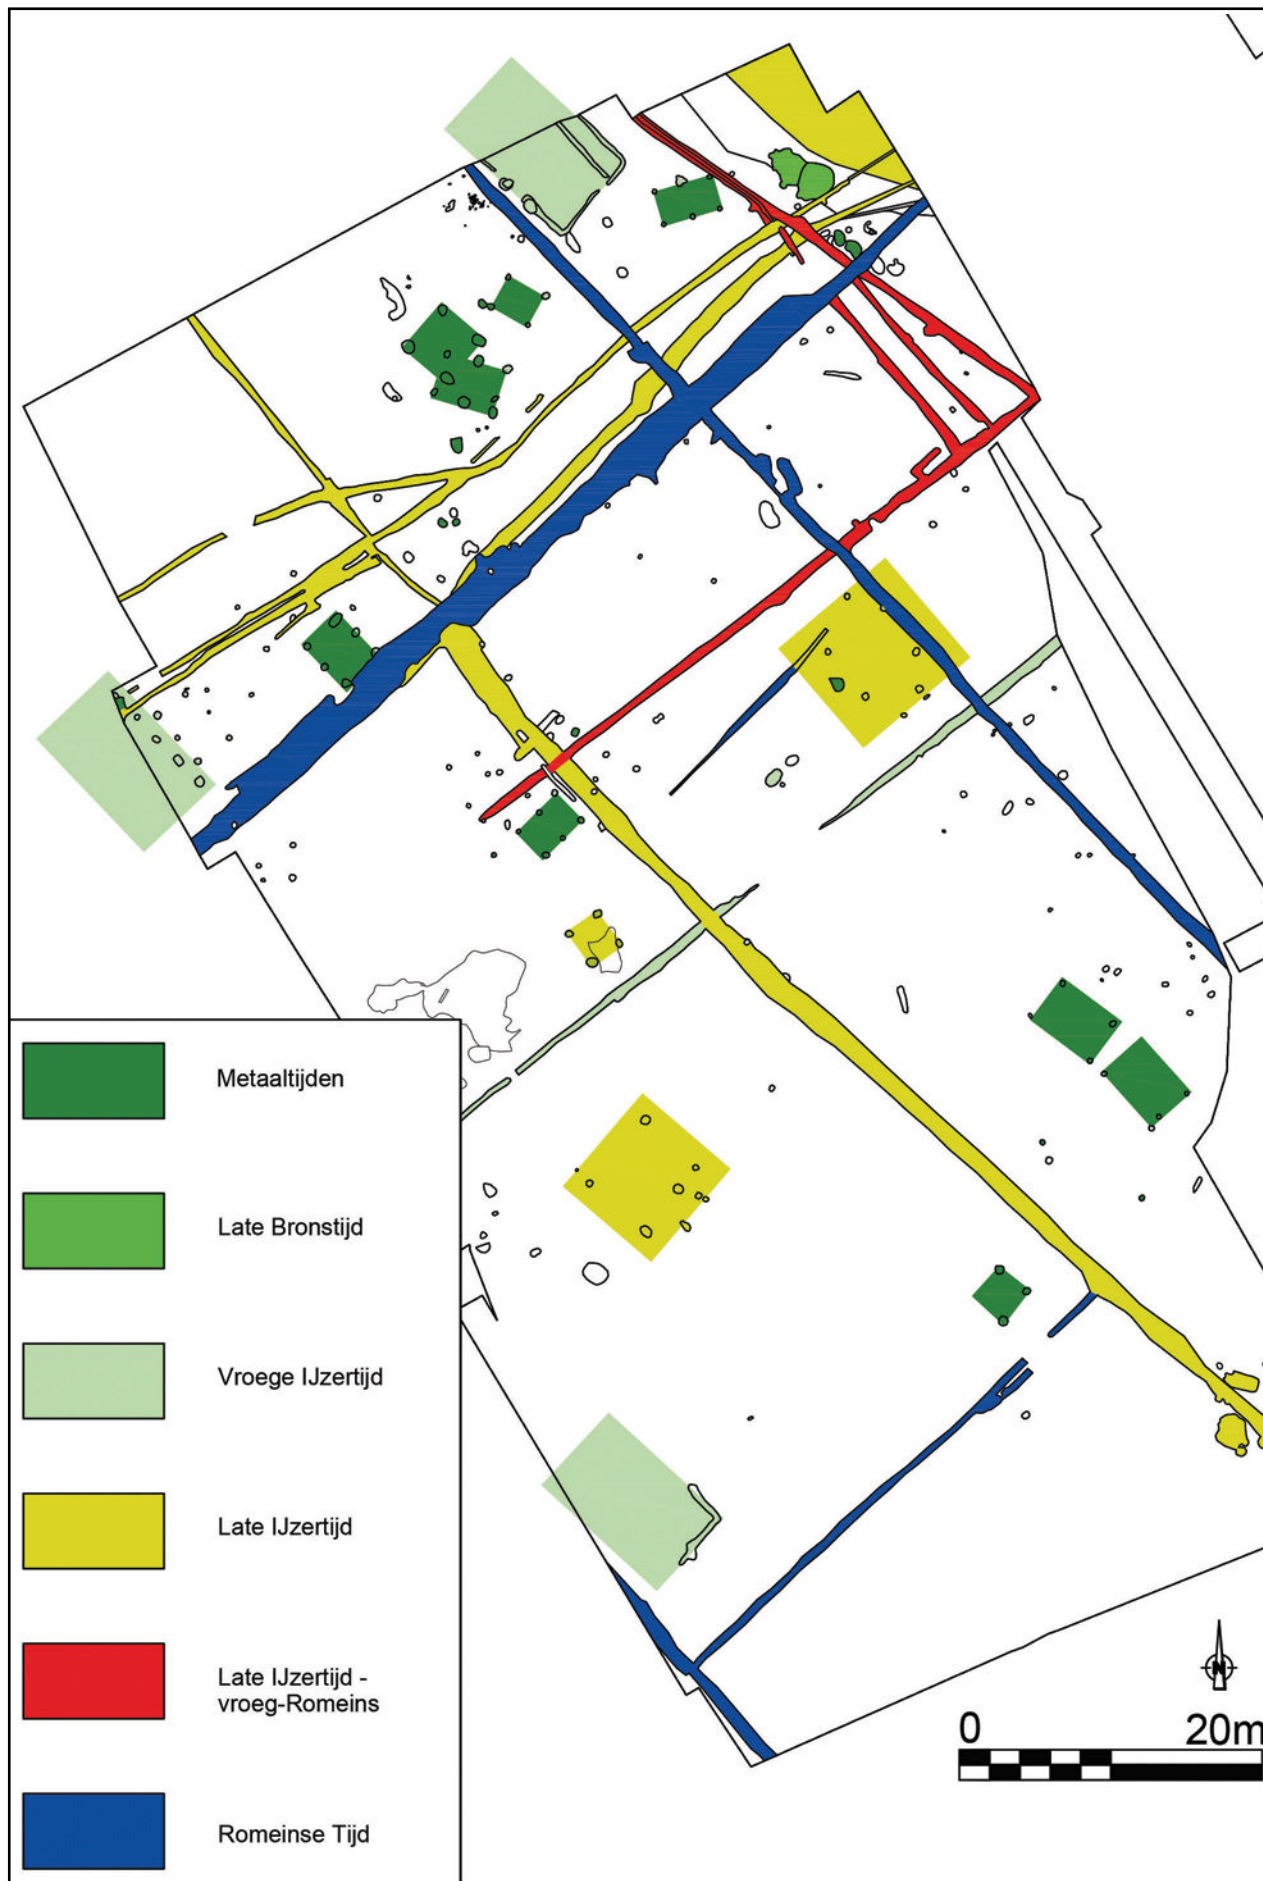 Metaaltijden
Late Bronstijd
Vroege IJzertijd
Late IJzertijd
Late IJzertijd -
vroeg-Romeins
Romeinse Tijd
N
0 20m